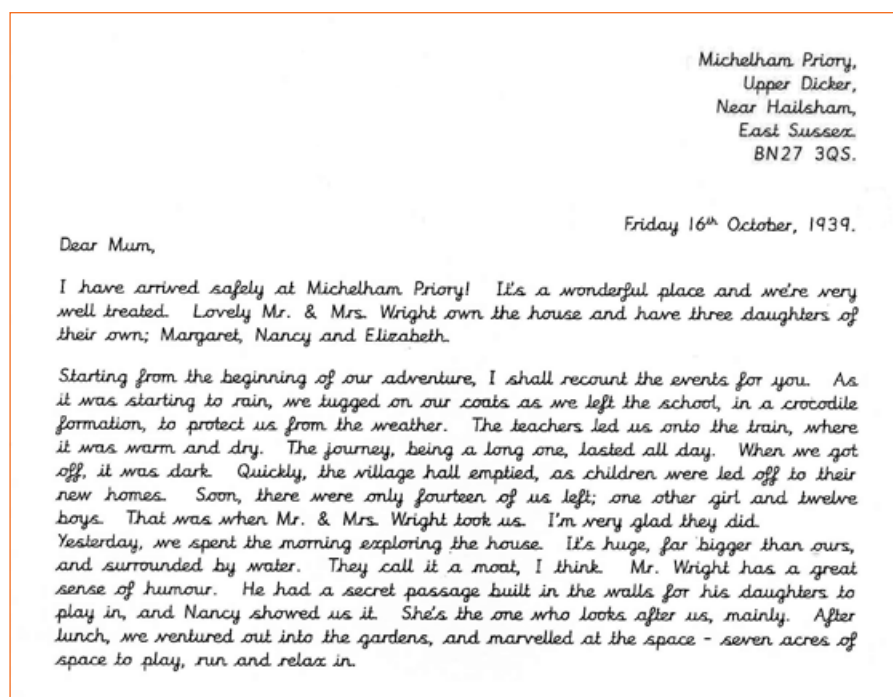 Michelham Priory,
Upper Dicker,
Near Hailsham,
East Sussex.
BN27 3QS.
Friday 16th October, 1939.
Dear Mum,
I have arrived safely at Michelham Priory! It's a wonderful place and we're very
well treated. Lovely Mr. & Mrs. Wright own the house and have three daughters of
their own; Margaret, Nancy and Elizabeth.
Starting from the beginning of our adventure, I shall recount the events for you. As
it was starting to rain, we tugged on our coats as we left the school, in a crocodile
formation, to protect us from the weather. The teachers led us onto the train, where
it was warm and dry. The journey, being a long one, lasted all day. When we got
off, it was dark. Quickly, the village hall emptied, as children were led off to their
new homes. Soon, there were only fourteen of us left; one other girl and twelve
boys. That was when Mr. & Mrs. Wright took us. I'm very glad they did.
Yesterday, we spent the morning exploring the house. It's huge, far bigger than ours,
and surrounded by water. They call it a moat, I think. Mr. Wright has a great
sense of humour. He had a secret passage built in the walls for his daughters to
play in, and Nancy showed us it. She's the one who looks after us, mainly. After
lunch, we ventured out into the gardens, and marvelled at the space - seven acres of
space to play, run and relax in.